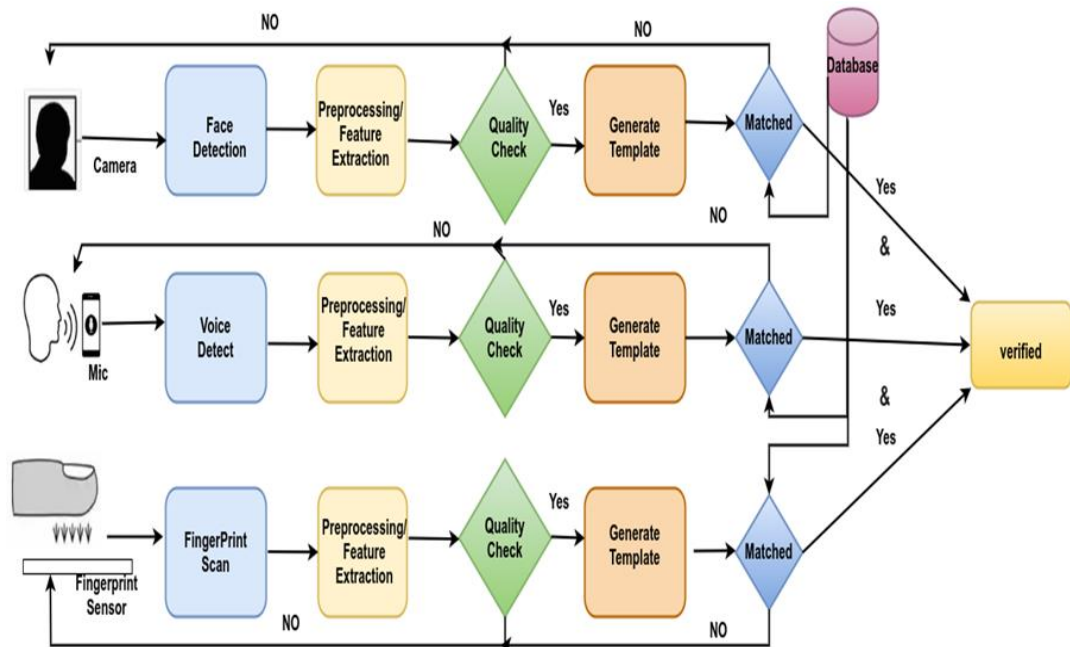 NO
NO
Database
Camera
Face
Detection
Preprocessing/
Feature
Extraction
Quality
Check
Yes
Generate
Template
Matched
Yes
&
NO
NO
Mic
Voice
Detect
Preprocessing/
Feature
Extraction
Quality
Check
Yes
Generate
Template
Matched
Yes
verified
&
Yes
Fingerprint
Sensor
FingerPrint
Scan
Preprocessing/
Feature
Extraction
Quality
Check
Yes
Generate
Template
Matched
NO
NO